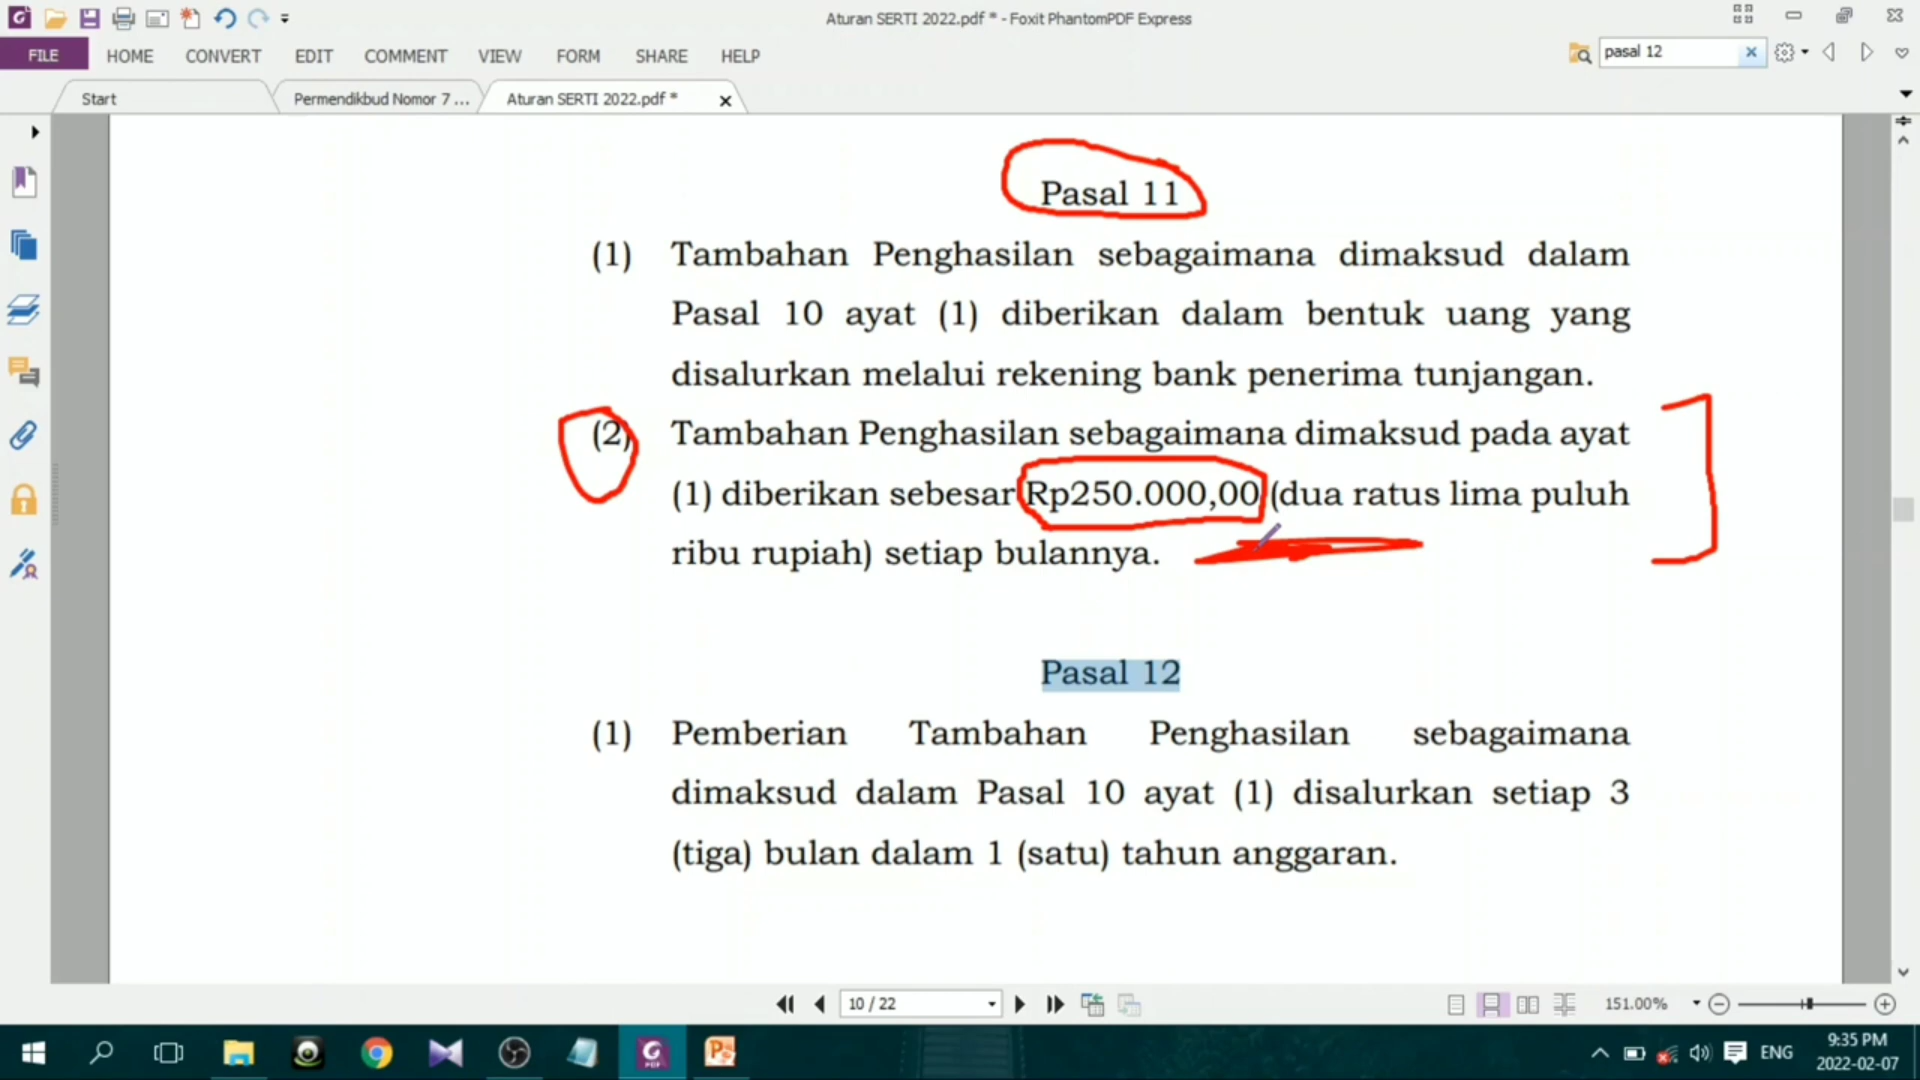 Aturan SERTI 2022.pdf * - Foxit PhantomPDF Express
FILE HOME CONVERT EDIT COMMENT VIEW FORM SHARE HELP
pasal 12
Start
Permendikbud Nomor 7 ...
Aturan SERTI 2022.pdf *
Pasal 11
(1) Tambahan Penghasilan sebagaimana dimaksud dalam
Pasal 10 ayat (1) diberikan dalam bentuk uang yang
disalurkan melalui rekening bank penerima tunjangan.
(2) Tambahan Penghasilan sebagaimana dimaksud pada ayat
(1) diberikan sebesar Rp250.000,00 (dua ratus lima puluh
ribu rupiah) setiap bulannya.
Pasal 12
(1) Pemberian Tambahan Penghasilan sebagaimana
dimaksud dalam Pasal 10 ayat (1) disalurkan setiap 3
(tiga) bulan dalam 1 (satu) tahun anggaran.
10 / 22
151.00%
ENG
9:35 PM
2022-02-07